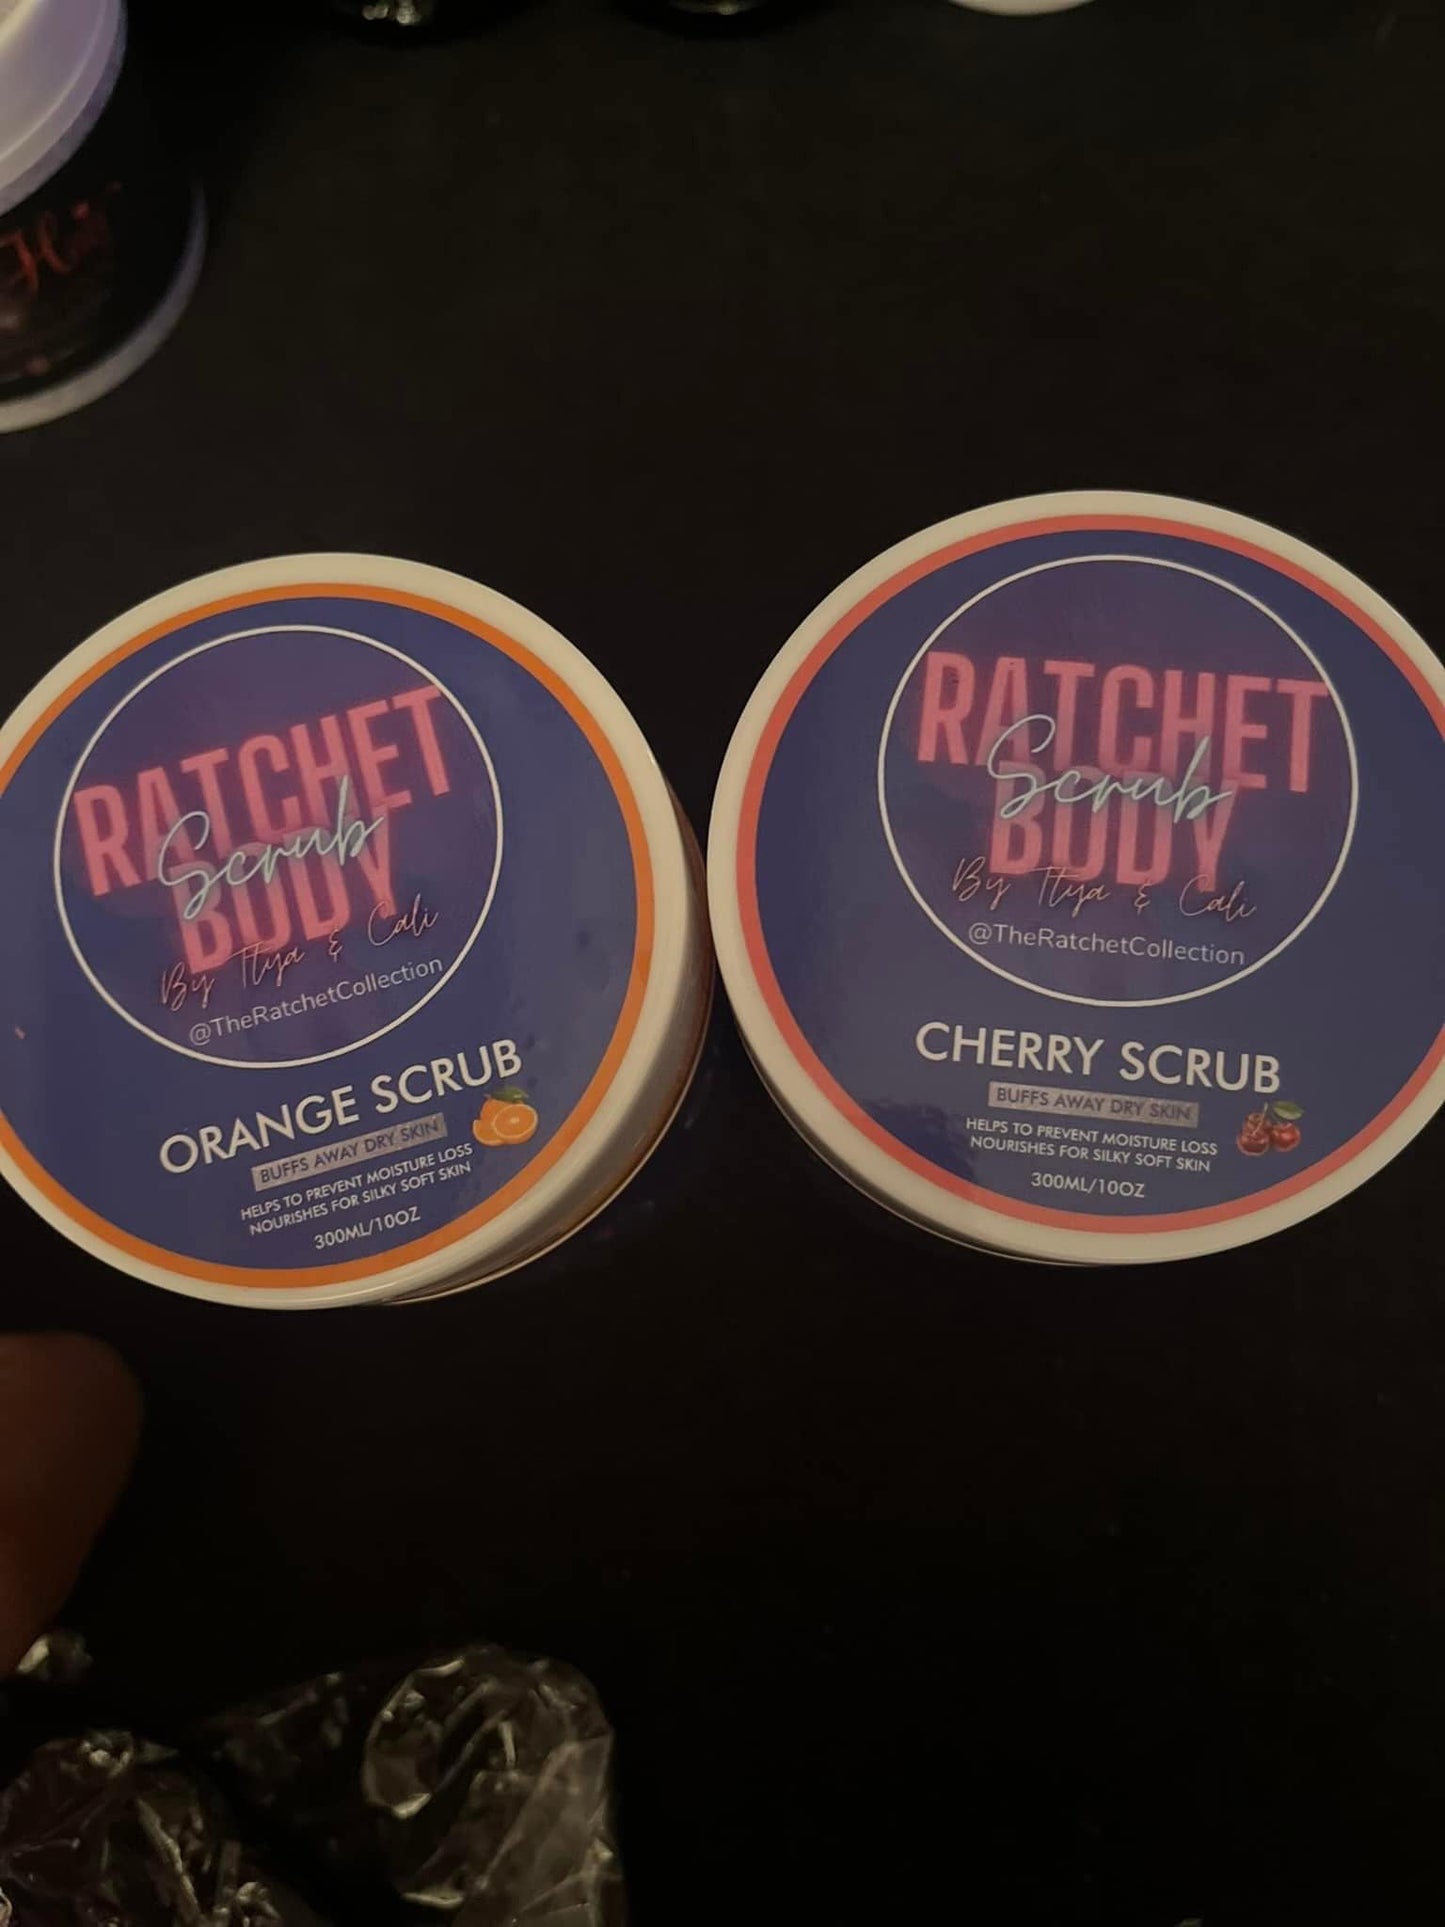 RATCHET
Scrub
BODY
By Ttya & Cali
@TheRatchetCollection
ORANGE SCRUB
BUFFS AWAY DRY SKIN
HELPS TO PREVENT MOISTURE LOSS
NOURISHES FOR SILKY SOFT SKIN
300ML/10OZ
RATCHET
Scrub
BODY
By Ttya & Cali
@TheRatchetCollection
CHERRY SCRUB
BUFFS AWAY DRY SKIN
HELPS TO PREVENT MOISTURE LOSS
NOURISHES FOR SILKY SOFT SKIN
300ML/10OZ